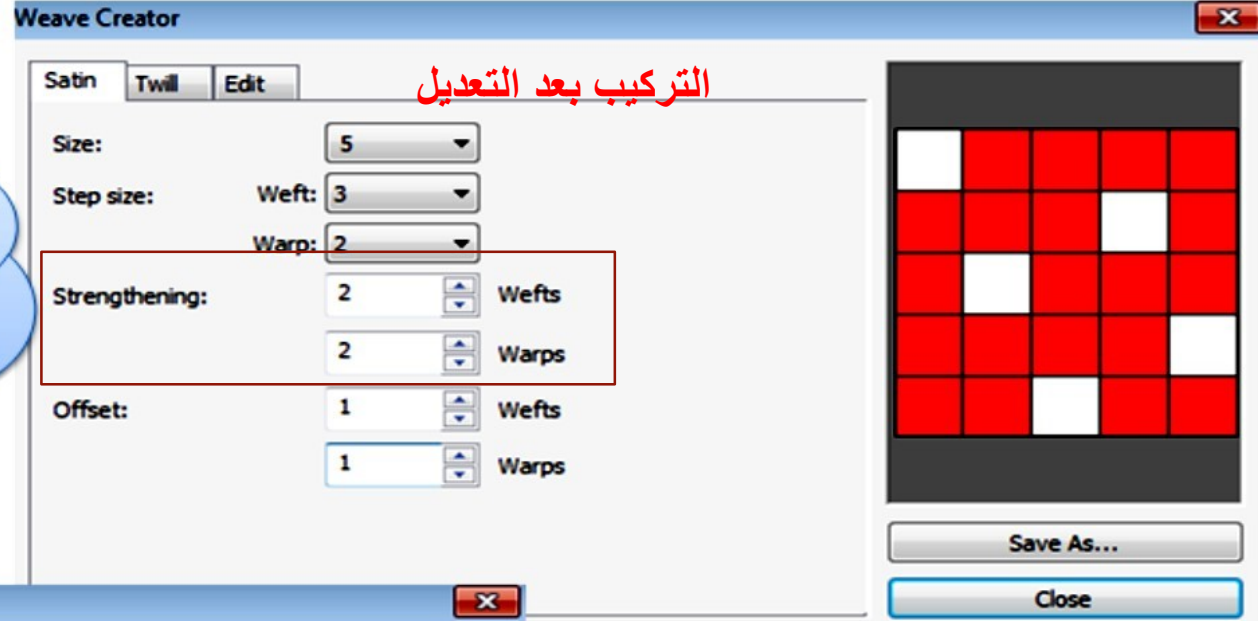 Weave Creator
Satin Twill Edit
التركيب بعد التعديل
Size: 5
Step size: Weft: 3
Warp: 2
Strengthening: 2 Wefts
2 Warps
Offset: 1 Wefts
1 Warps
Save As...
Close